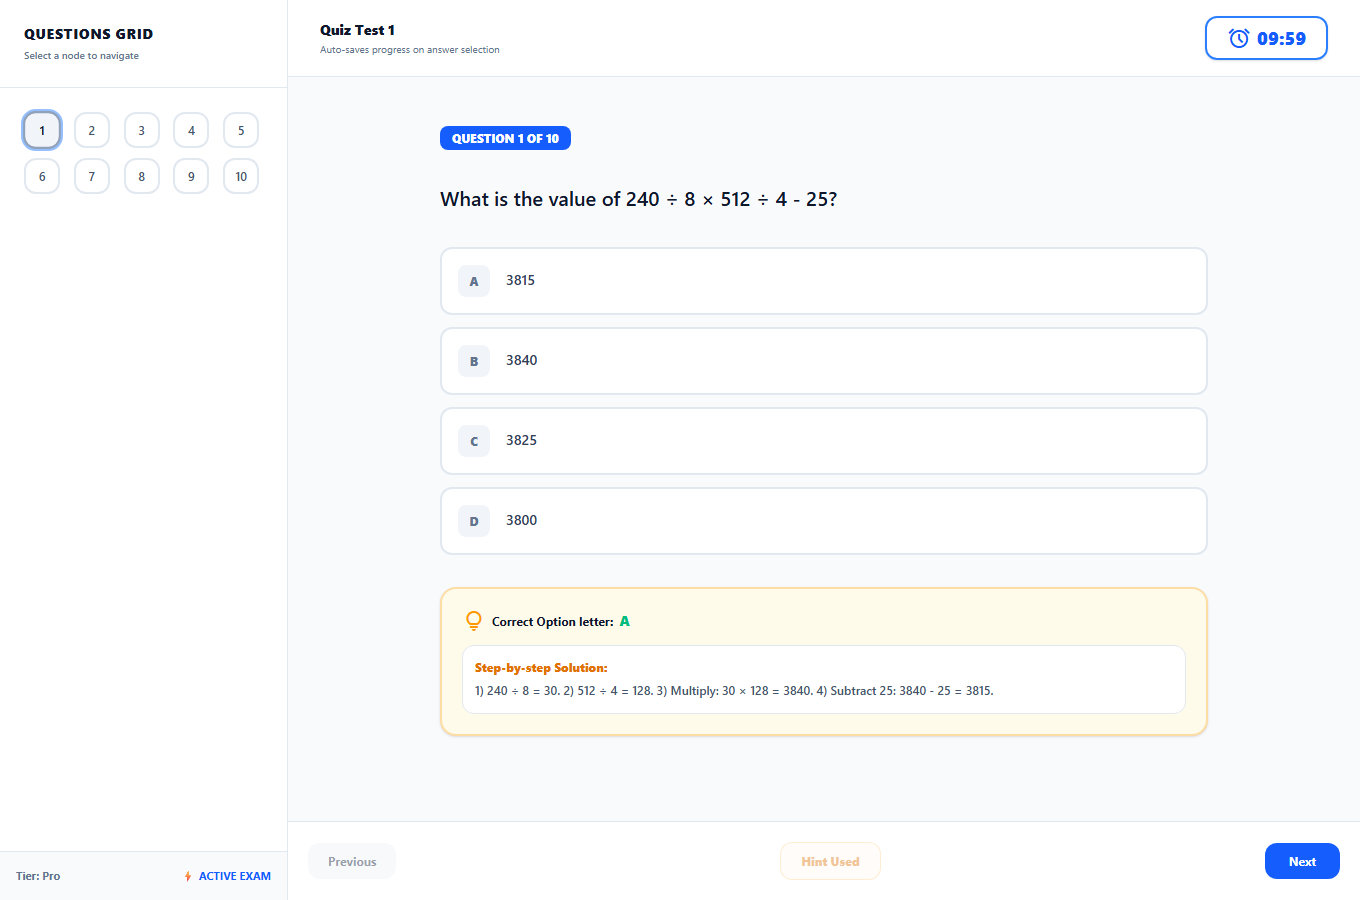 QUESTIONS GRID
Select a node to navigate
1 2 3 4 5
6 7 8 9 10
Tier: Pro
ACTIVE EXAM
Quiz Test 1
Auto-saves progress on answer selection
09:59
QUESTION 1 OF 10
What is the value of 240 ÷ 8 × 512 ÷ 4 - 25?
A 3815
B 3840
C 3825
D 3800
Correct Option letter: A
Step-by-step Solution:
1) 240 ÷ 8 = 30. 2) 512 ÷ 4 = 128. 3) Multiply: 30 × 128 = 3840. 4) Subtract 25: 3840 - 25 = 3815.
Previous
Hint Used
Next